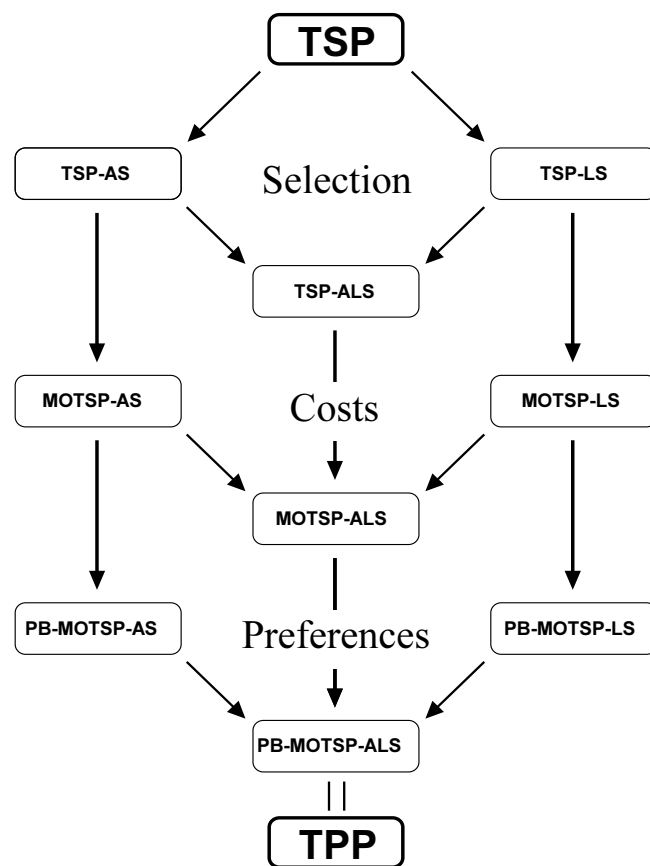 TSP
TSP-AS
Selection
TSP-LS
TSP-ALS
MOTSP-AS
Costs
MOTSP-LS
MOTSP-ALS
PB-MOTSP-AS
Preferences
PB-MOTSP-LS
PB-MOTSP-ALS
TPP